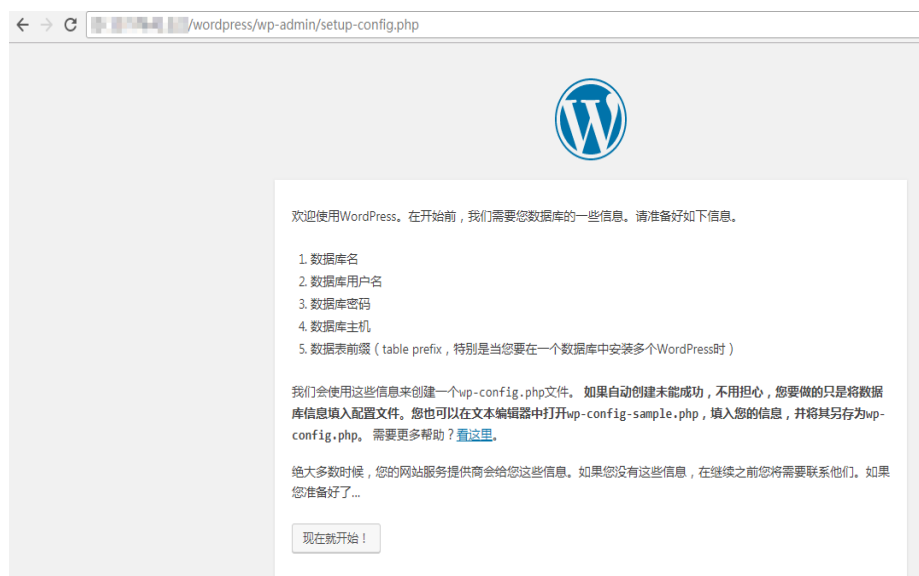 /wordpress/wp-admin/setup-config.php
欢迎使用WordPress。在开始前，我们需要您数据库的一些信息。请准备好如下信息。
1. 数据库名
2. 数据库用户名
3. 数据库密码
4. 数据库主机
5. 数据表前缀（table prefix，特别是当您要在一个数据库中安装多个WordPress时）
我们会使用这些信息来创建一个wp-config.php文件。 如果自动创建未能成功，不用担心，您要做的只是将数据
库信息填入配置文件。您也可以在文本编辑器中打开wp-config-sample.php，填入您的信息，并将其另存为wp-
config.php。 需要更多帮助？看这里。
绝大多数时候，您的网站服务提供商会给您这些信息。如果您没有这些信息，在继续之前您将需要联系他们。如果
您准备好了...
现在就开始！